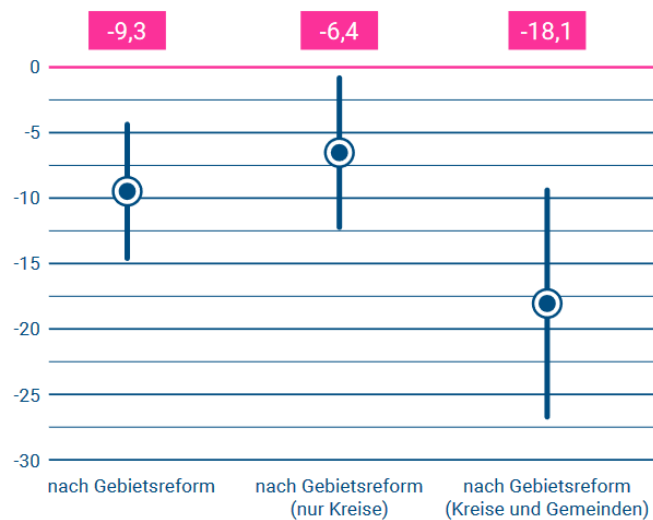 -9,3
-6,4
-18,1
0
-5
-10
-15
-20
-25
-30
nach Gebietsreform
nach Gebietsreform
(nur Kreise)
nach Gebietsreform
(Kreise und Gemeinden)